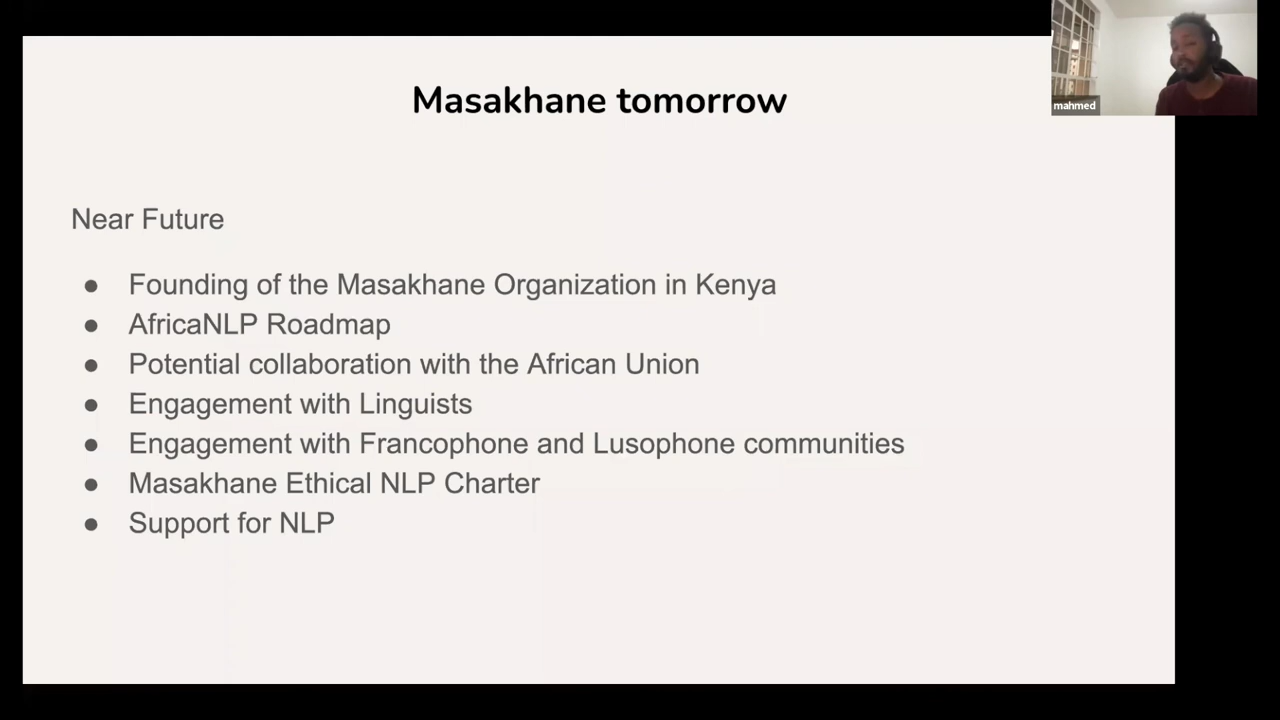 Masakhane tomorrow
mahmed
Near Future
● Founding of the Masakhane Organization in Kenya
● AfricaNLP Roadmap
● Potential collaboration with the African Union
● Engagement with Linguists
● Engagement with Francophone and Lusophone communities
● Masakhane Ethical NLP Charter
● Support for NLP